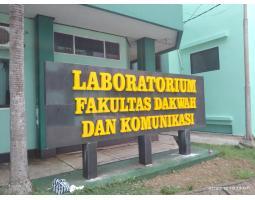 LABORATORIUM
FAKULTAS DAKWAH
DAN KOMUNIKASI